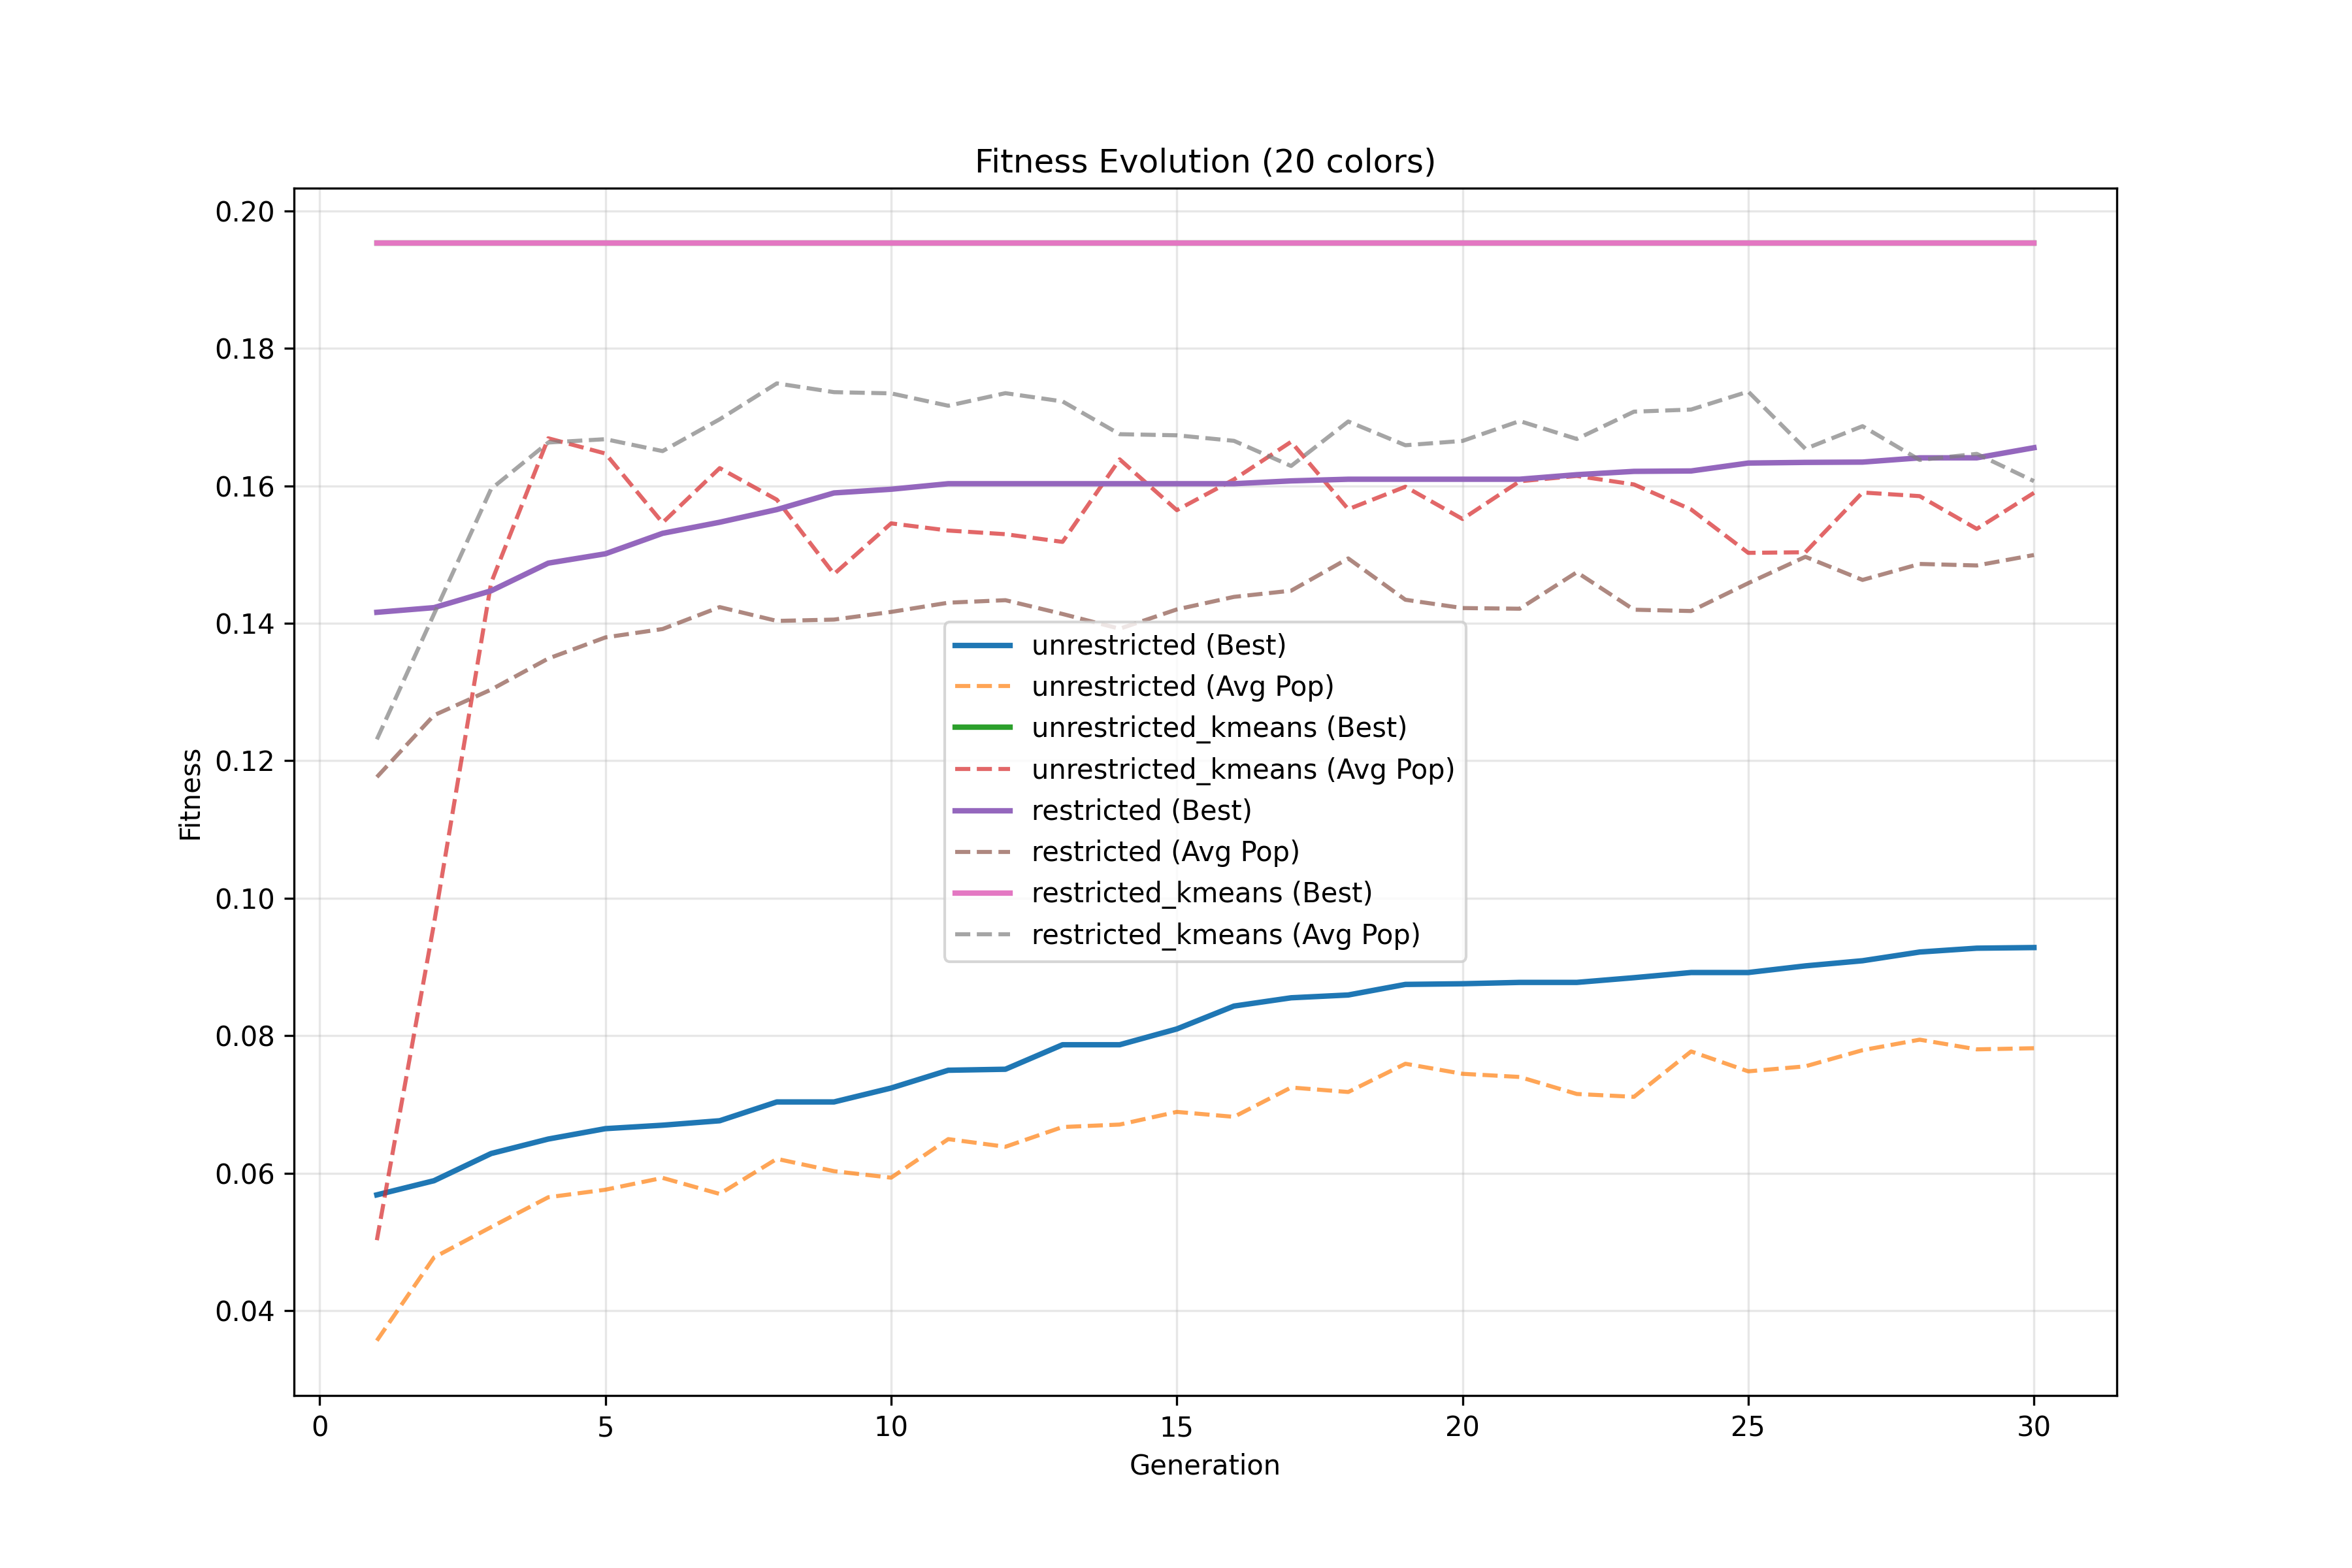 Fitness Evolution (20 colors)
0.20
0.18
0.16
0.14
0.12
0.10
0.08
0.06
0.04
Fitness
unrestricted (Best)
unrestricted (Avg Pop)
unrestricted_kmeans (Best)
unrestricted_kmeans (Avg Pop)
restricted (Best)
restricted (Avg Pop)
restricted_kmeans (Best)
restricted_kmeans (Avg Pop)
0 5 10 15 20 25 30
Generation